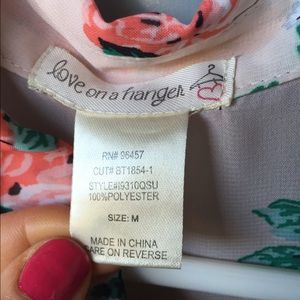 love on a hanger
RN# 96457
CUT# BT1854-1
STYLE#I9310QSU
100%POLYESTER
SIZE: M
MADE IN CHINA
CARE ON REVERSE